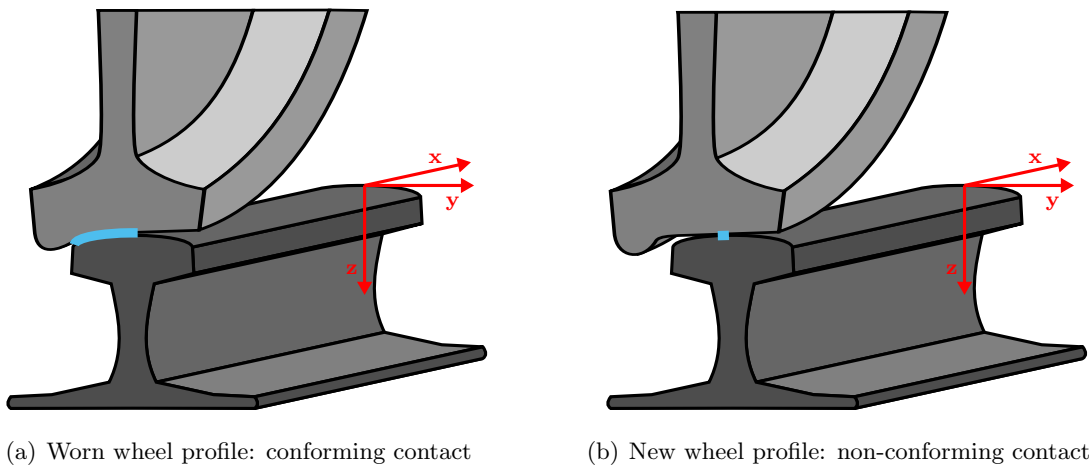 x
y
z
x
y
z
(a) Worn wheel profile: conforming contact
(b) New wheel profile: non-conforming contact